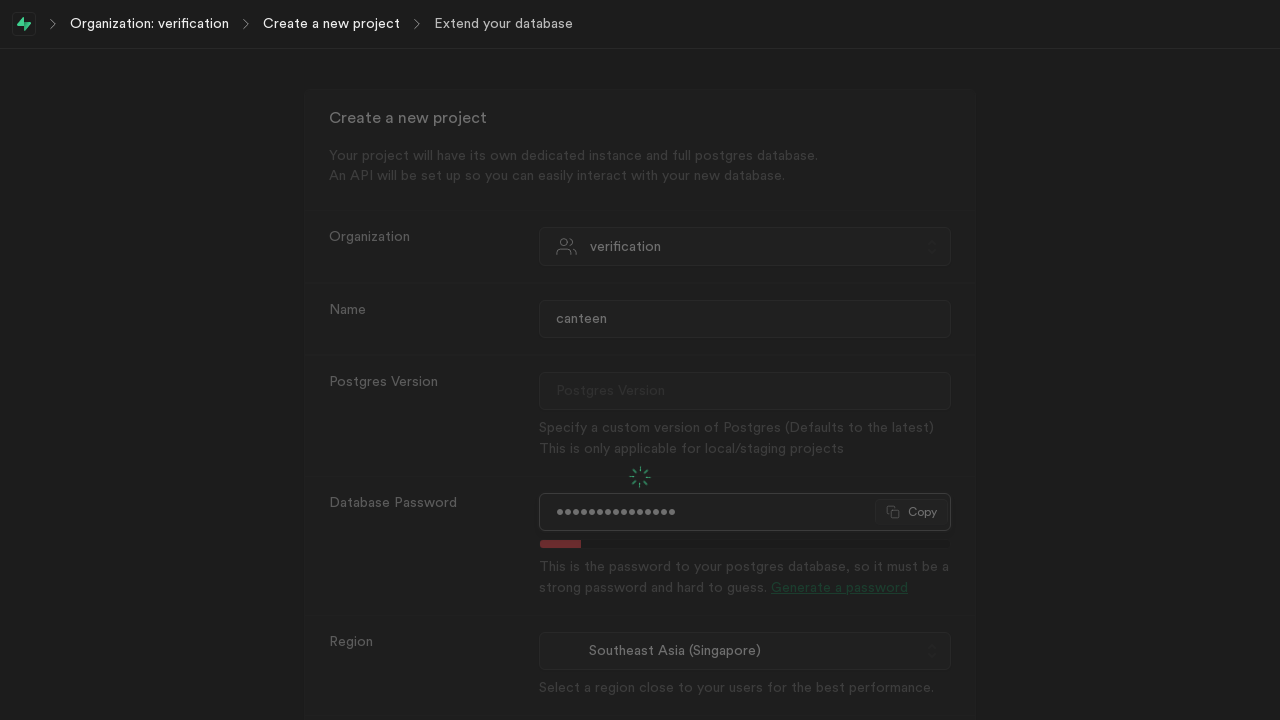 Organization: verification
Create a new project
Extend your database
Create a new project
Your project will have its own dedicated instance and full postgres database.
An API will be set up so you can easily interact with your new database.
Organization
verification
Name
canteen
Postgres Version
Postgres Version
Specify a custom version of Postgres (Defaults to the latest)
This is only applicable for local/staging projects
Database Password
•••••••••••••••
Copy
This is the password to your postgres database, so it must be a
strong password and hard to guess. Generate a password
Region
Southeast Asia (Singapore)
Select a region close to your users for the best performance.